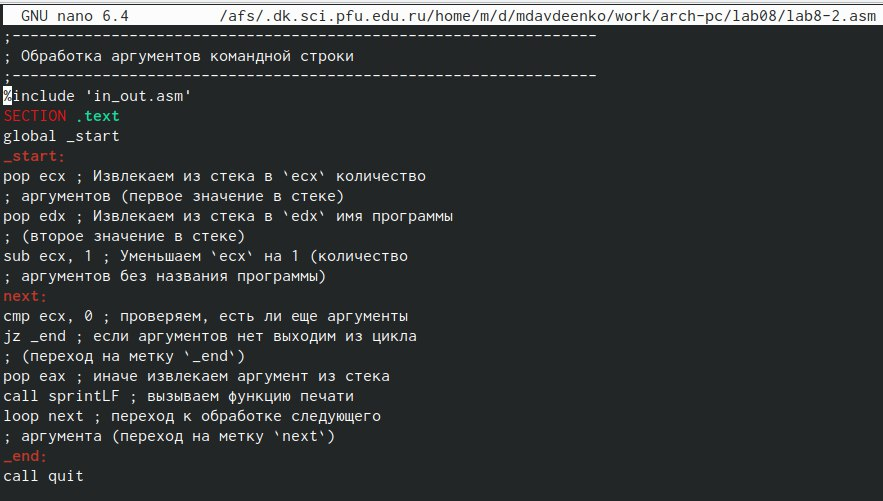 GNU nano 6.4 /afs/.dk.sci.pfu.edu.ru/home/m/d/mdavdeenko/work/arch-pc/lab08/lab8-2.asm
;-----------------------------------------------------------------
; Обработка аргументов командной строки
;-----------------------------------------------------------------
%include 'in_out.asm'
SECTION .text
global _start
_start:
pop ecx ; Извлекаем из стека в `ecx` количество
; аргументов (первое значение в стеке)
pop edx ; Извлекаем из стека в `edx` имя программы
; (второе значение в стеке)
sub ecx, 1 ; Уменьшаем `ecx` на 1 (количество
; аргументов без названия программы)
next:
cmp ecx, 0 ; проверяем, есть ли еще аргументы
jz _end ; если аргументов нет выходим из цикла
; (переход на метку `_end`)
pop eax ; иначе извлекаем аргумент из стека
call sprintLF ; вызываем функцию печати
loop next ; переход к обработке следующего
; аргумента (переход на метку `next`)
_end:
call quit